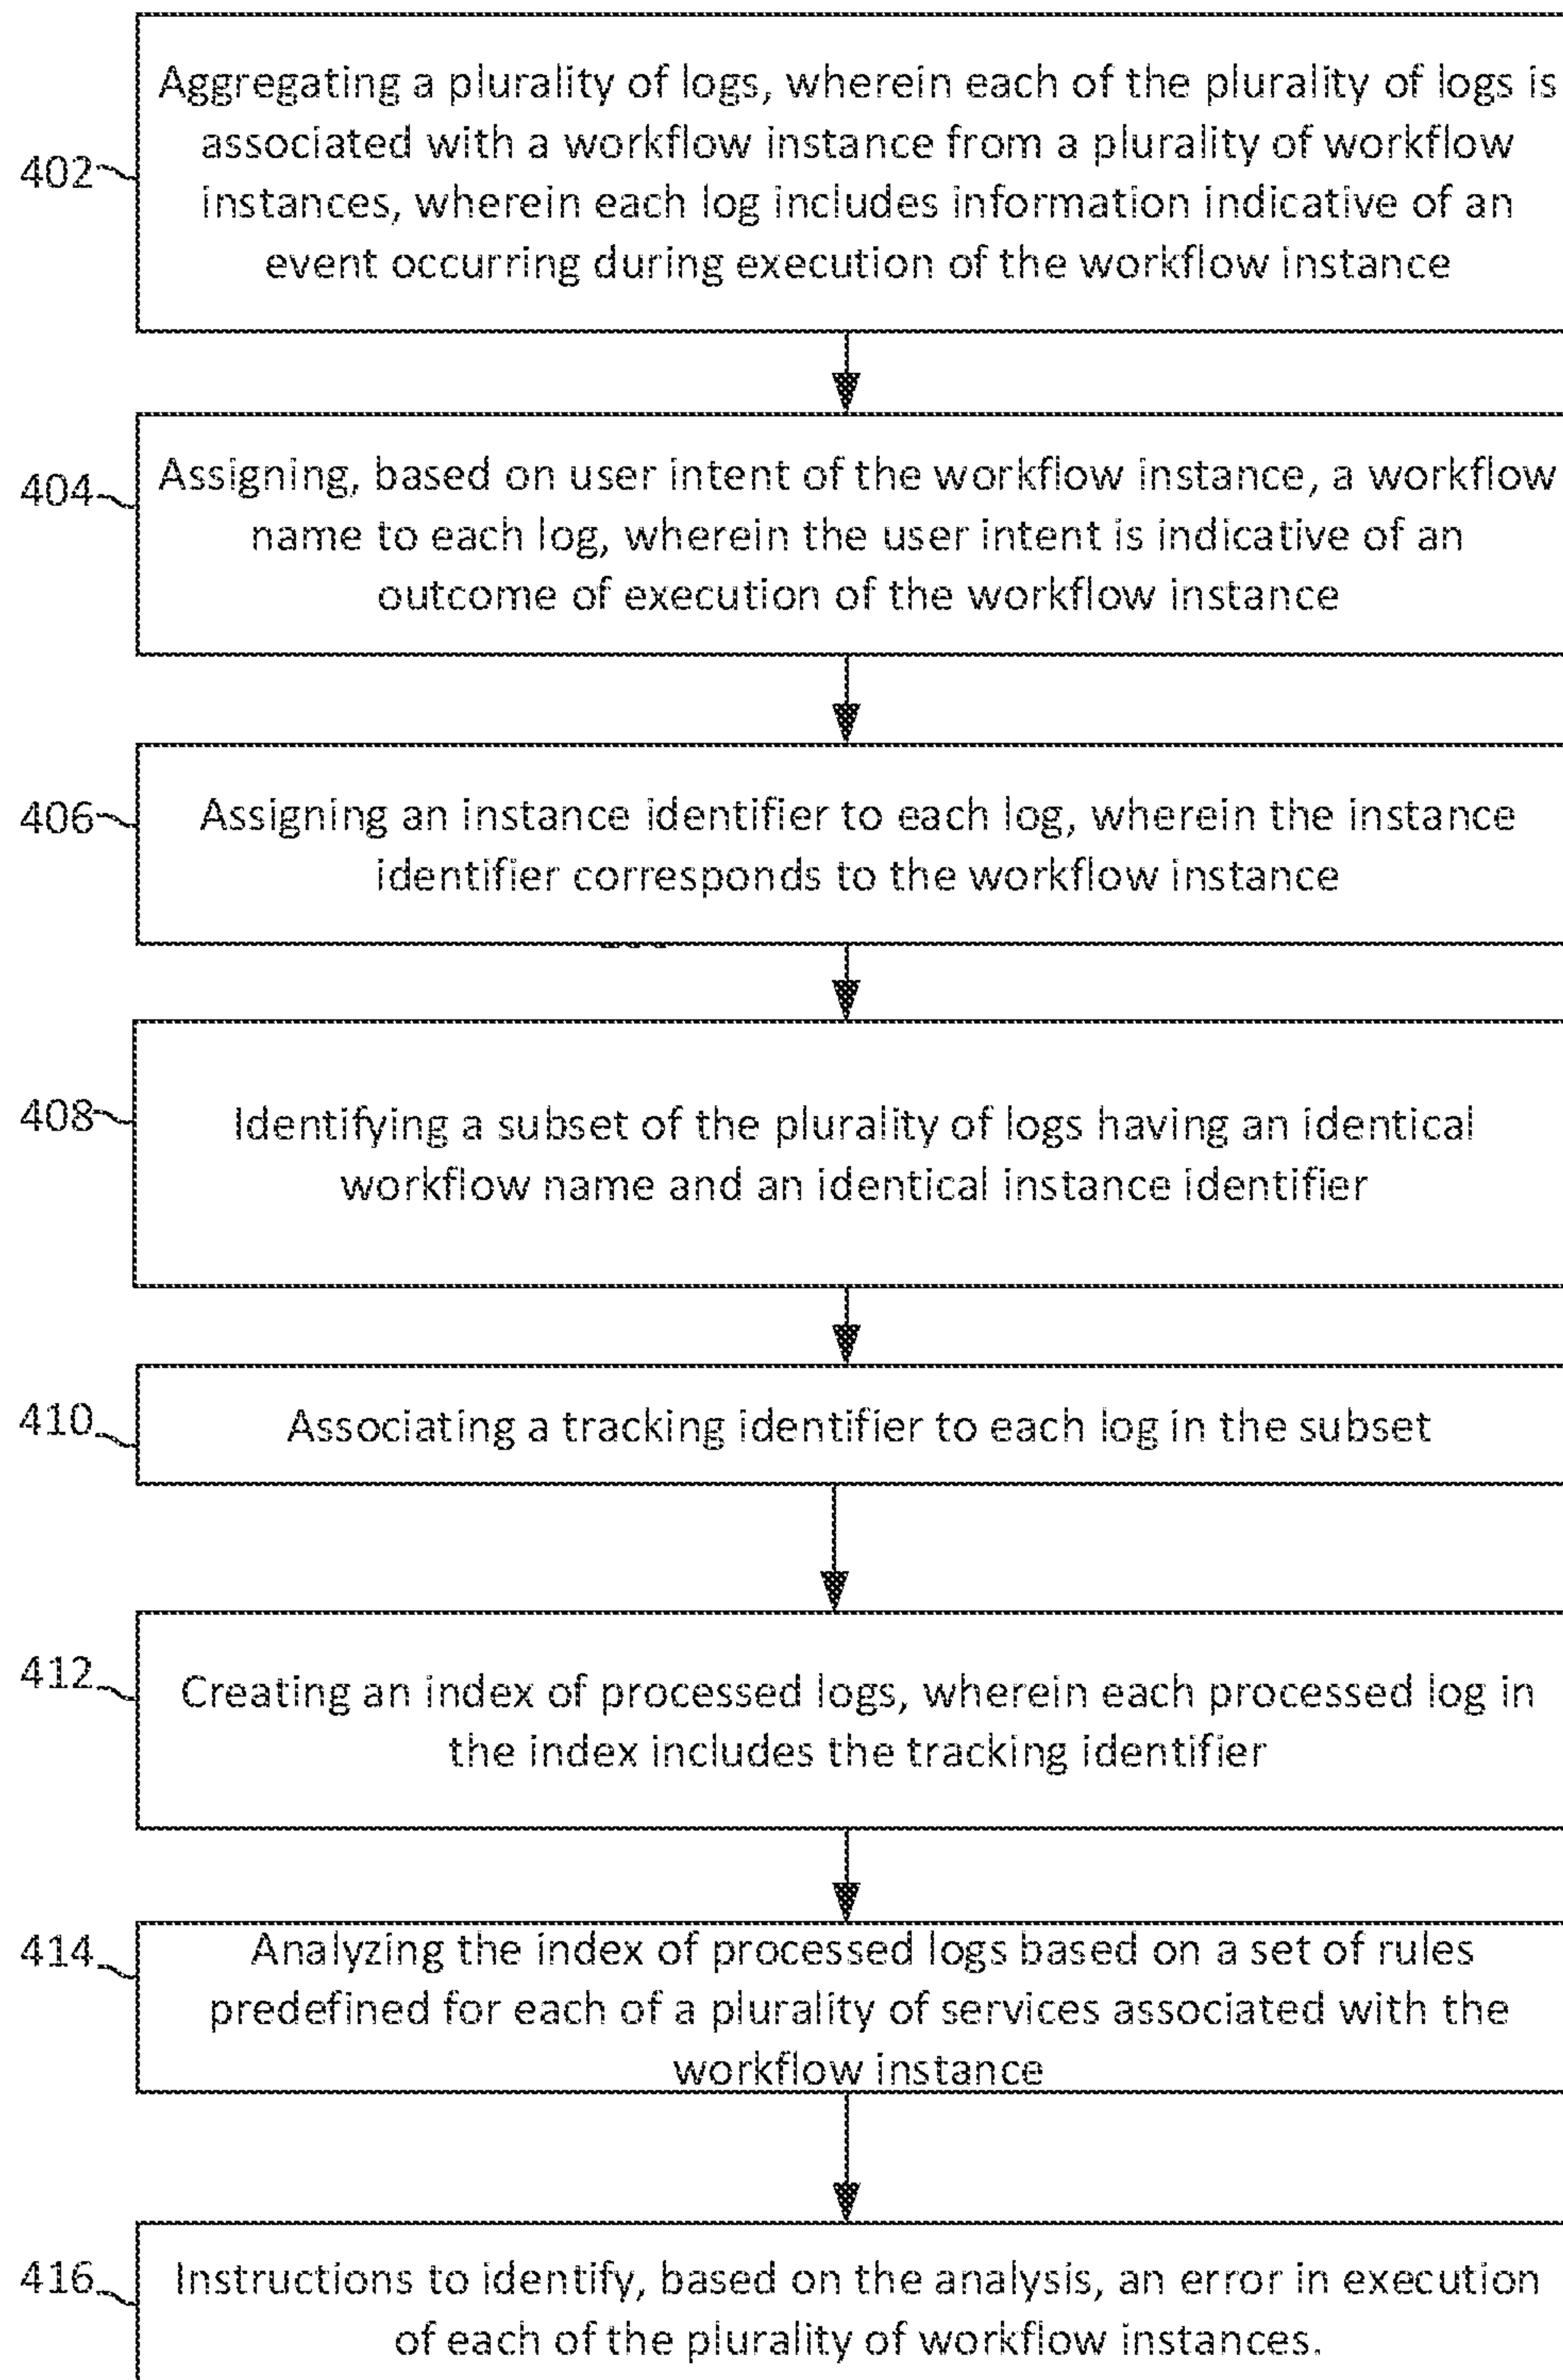 Aggregating a plurality of logs, wherein each of the plurality of logs is
associated with a workflow instance from a plurality of workflow
402
instances, wherein each log includes information indicative of an
event occurring during execution of the workflow instance
404
Assigning, based on user intent of the workflow instance, a workflow
name to each log, wherein the user intent is indicative of an
outcome of execution of the workflow instance
406
Assigning an instance identifier to each log, wherein the instance
identifier corresponds to the workflow instance
408
Identifying a subset of the plurality of logs having an identical
workflow name and an identical instance identifier
410
Associating a tracking identifier to each log in the subset
412
Creating an index of processed logs, wherein each processed log in
the index includes the tracking identifier
414
Analyzing the index of processed logs based on a set of rules
predefined for each of a plurality of services associated with the
workflow instance
416
Instructions to identify, based on the analysis, an error in execution
of each of the plurality of workflow instances.